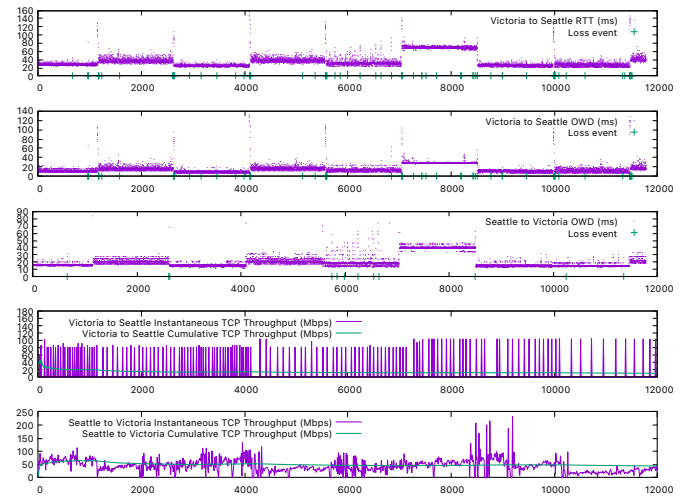 160
140
120
100
80
60
40
20
0
Victoria to Seattle RTT (ms)
Loss event
0 2000 4000 6000 8000 10000 12000
140
120
100
80
60
40
20
0
Victoria to Seattle OWD (ms)
Loss event
0 2000 4000 6000 8000 10000 12000
90
80
70
60
50
40
30
20
10
0
Seattle to Victoria OWD (ms)
Loss event
0 2000 4000 6000 8000 10000 12000
180
160
140
120
100
80
60
40
20
0
Victoria to Seattle Instantaneous TCP Throughput (Mbps)
Victoria to Seattle Cumulative TCP Throughput (Mbps)
0 2000 4000 6000 8000 10000 12000
250
200
150
100
50
0
Seattle to Victoria Instantaneous TCP Throughput (Mbps)
Seattle to Victoria Cumulative TCP Throughput (Mbps)
0 2000 4000 6000 8000 10000 12000